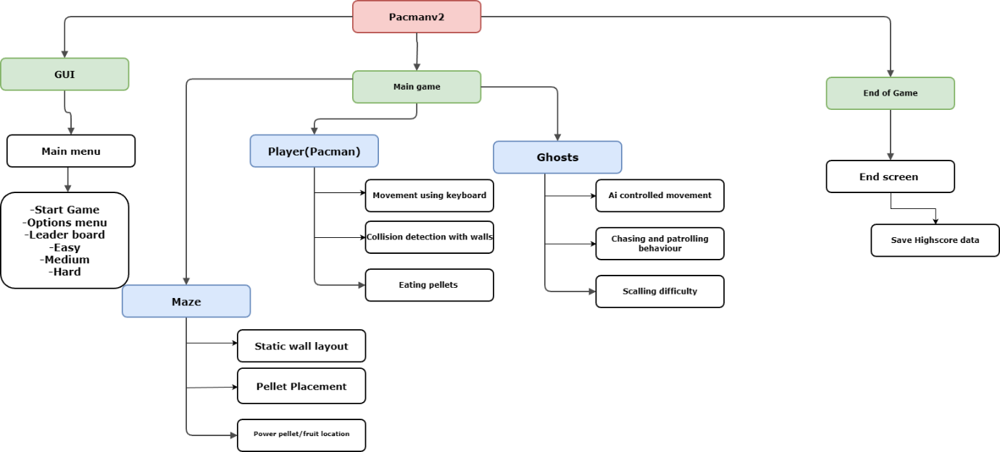 Pacmanv2
GUI
Main game
End of Game
Main menu
Player(Pacman)
Ghosts
End screen
-Start Game
-Options menu
-Leader board
-Easy
-Medium
-Hard
Movement using keyboard
Collision detection with walls
Eating pellets
Ai controlled movement
Chasing and patrolling
behaviour
Scalling difficulty
Save Highscore data
Maze
Static wall layout
Pellet Placement
Power pellet/fruit location